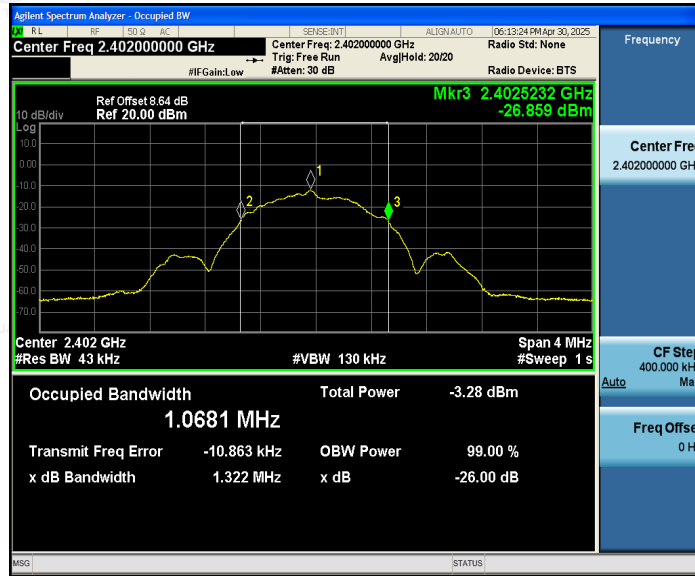 Agilent Spectrum Analyzer - Occupied BW
RL RF 50 Ω AC SENSE:INT ALIGNAUTO 06:13:24 PM Apr 30, 2025
Center Freq 2.402000000 GHz
Center Freq: 2.402000000 GHz
Radio Std: None
Trig: Free Run Avg|Hold: 20/20
#IFGain:Low
#Atten: 30 dB
Radio Device: BTS
Ref Offset 8.64 dB
Mkr3 2.4025232 GHz
10 dB/div Ref 20.00 dBm
-26.859 dBm
Log
10.0
0.00
-10.0
-20.0
-30.0
-40.0
-50.0
-60.0
-70.0
1
2
3
Center 2.402 GHz
Span 4 MHz
#Res BW 43 kHz
#VBW 130 kHz
#Sweep 1 s
Occupied Bandwidth
Total Power -3.28 dBm
1.0681 MHz
Transmit Freq Error -10.863 kHz
OBW Power 99.00 %
x dB Bandwidth 1.322 MHz
x dB -26.00 dB
MSG
STATUS
Frequency
Center Fre
2.402000000 GH
CF Step
400.000 kH
Auto Ma
Freq Offse
0 H